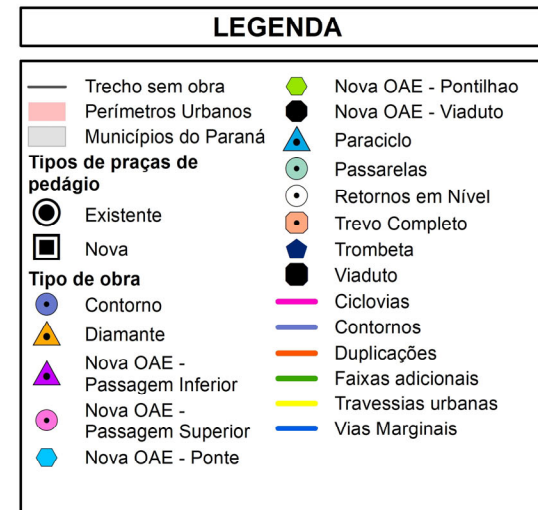 LEGENDA
Trecho sem obra
Perímetros Urbanos
Municípios do Paraná
Tipos de praças de
pedágio
Existente
Nova
Tipo de obra
Contorno
Diamante
Nova OAE -
Passagem Inferior
Nova OAE -
Passagem Superior
Nova OAE - Ponte
Nova OAE - Pontilhao
Nova OAE - Viaduto
Paraciclo
Passarelas
Retornos em Nível
Trevo Completo
Trombeta
Viaduto
Ciclovias
Contornos
Duplicações
Faixas adicionais
Travessias urbanas
Vias Marginais